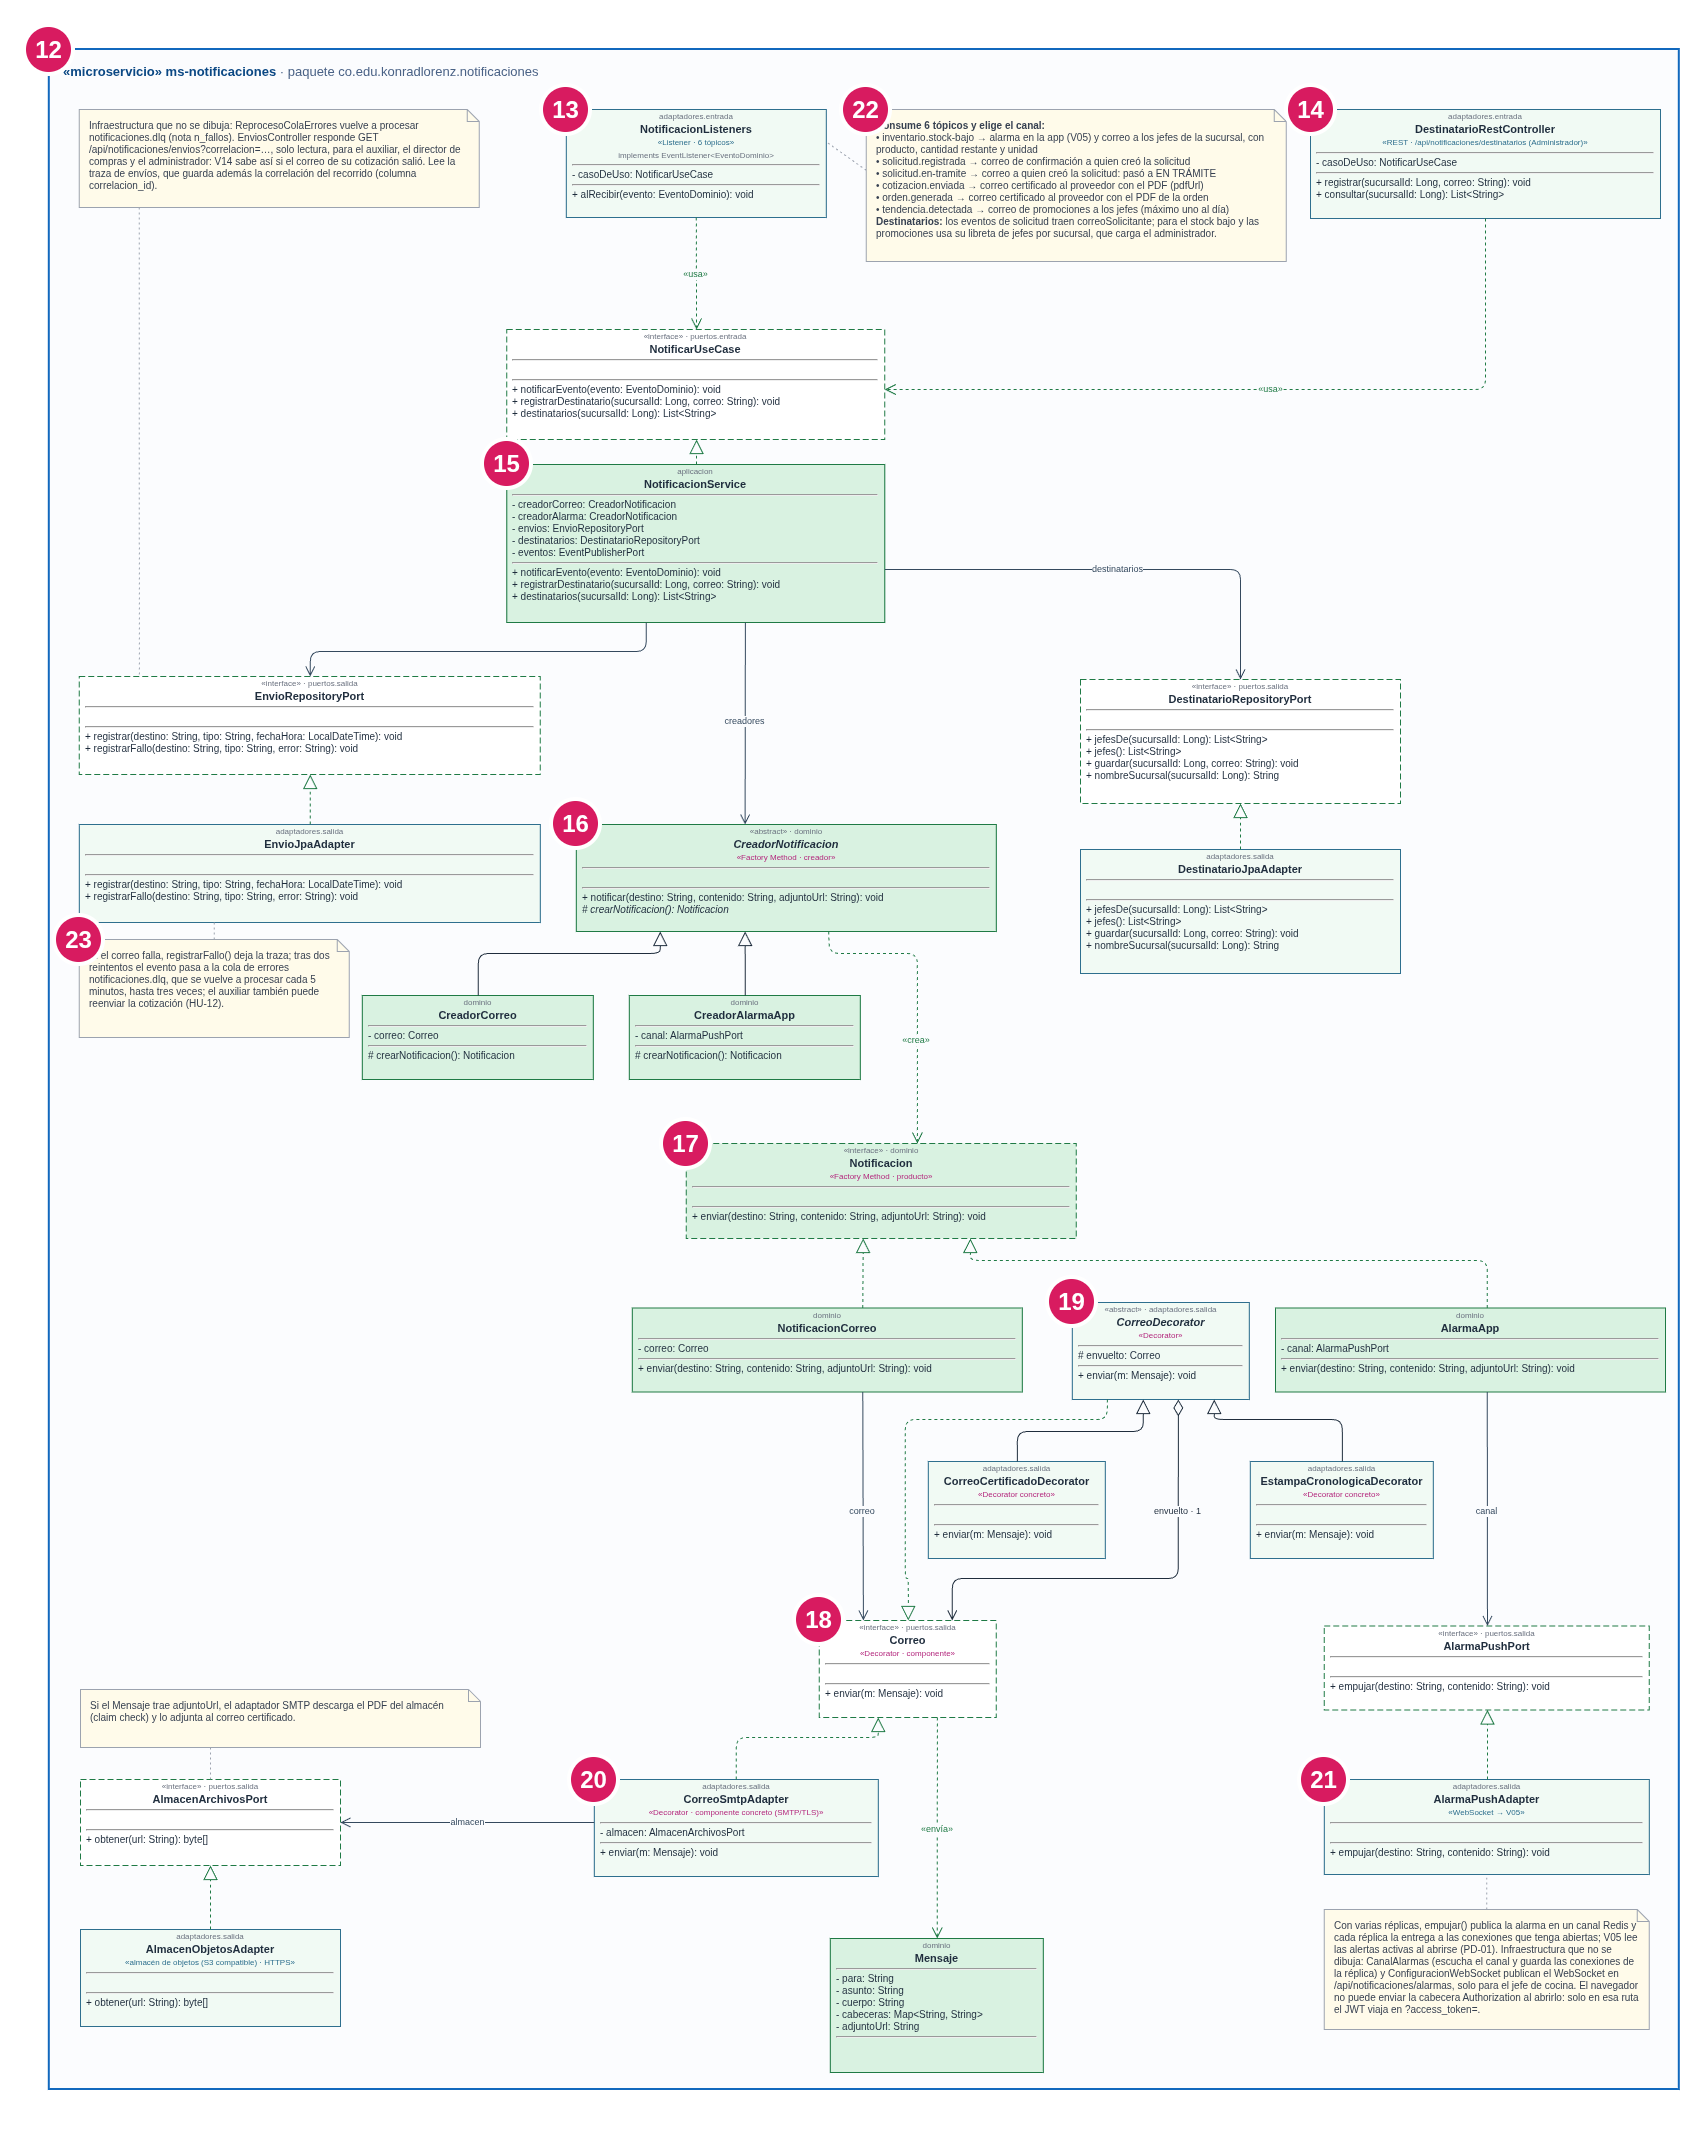 12
«microservicio» ms-notificaciones · paquete co.edu.konradlorenz.notificaciones
Infraestructura que no se dibuja: ReprocesoColaErrores vuelve a procesar
notificaciones.dlq (nota n_fallos). EnviosController responde GET
/api/notificaciones/envios?correlacion=…, solo lectura, para el auxiliar, el director de
compras y el administrador: V14 sabe así si el correo de su cotización salió. Lee la
traza de envíos, que guarda además la correlación del recorrido (columna
correlacion_id).
13
adaptadores.entrada
NotificacionListeners
«Listener · 6 tópicos»
implements EventListener<EventoDominio>
- casoDeUso: NotificarUseCase
+ alRecibir(evento: EventoDominio): void
22
onsume 6 tópicos y elige el canal:
• inventario.stock-bajo → alarma en la app (V05) y correo a los jefes de la sucursal, con
producto, cantidad restante y unidad
• solicitud.registrada → correo de confirmación a quien creó la solicitud
• solicitud.en-tramite → correo a quien creó la solicitud: pasó a EN TRÁMITE
• cotizacion.enviada → correo certificado al proveedor con el PDF (pdfUrl)
• orden.generada → correo certificado al proveedor con el PDF de la orden
• tendencia.detectada → correo de promociones a los jefes (máximo uno al día)
Destinatarios: los eventos de solicitud traen correoSolicitante; para el stock bajo y las
promociones usa su libreta de jefes por sucursal, que carga el administrador.
14
adaptadores.entrada
DestinatarioRestController
«REST · /api/notificaciones/destinatarios (Administrador)»
- casoDeUso: NotificarUseCase
+ registrar(sucursalId: Long, correo: String): void
+ consultar(sucursalId: Long): List<String>
«usa»
«interface» · puertos.entrada
NotificarUseCase
+ notificarEvento(evento: EventoDominio): void
+ registrarDestinatario(sucursalId: Long, correo: String): void
+ destinatarios(sucursalId: Long): List<String>
«usa»
15
aplicacion
NotificacionService
- creadorCorreo: CreadorNotificacion
- creadorAlarma: CreadorNotificacion
- envios: EnvioRepositoryPort
- destinatarios: DestinatarioRepositoryPort
- eventos: EventPublisherPort
+ notificarEvento(evento: EventoDominio): void
+ registrarDestinatario(sucursalId: Long, correo: String): void
+ destinatarios(sucursalId: Long): List<String>
destinatarios
«interface» · puertos.salida
EnvioRepositoryPort
+ registrar(destino: String, tipo: String, fechaHora: LocalDateTime): void
+ registrarFallo(destino: String, tipo: String, error: String): void
creadores
«interface» · puertos.salida
DestinatarioRepositoryPort
+ jefesDe(sucursalId: Long): List<String>
+ jefes(): List<String>
+ guardar(sucursalId: Long, correo: String): void
+ nombreSucursal(sucursalId: Long): String
adaptadores.salida
EnvioJpaAdapter
+ registrar(destino: String, tipo: String, fechaHora: LocalDateTime): void
+ registrarFallo(destino: String, tipo: String, error: String): void
16
«abstract» · dominio
CreadorNotificacion
«Factory Method · creador»
+ notificar(destino: String, contenido: String, adjuntoUrl: String): void
# crearNotificacion(): Notificacion
adaptadores.salida
DestinatarioJpaAdapter
+ jefesDe(sucursalId: Long): List<String>
+ jefes(): List<String>
+ guardar(sucursalId: Long, correo: String): void
+ nombreSucursal(sucursalId: Long): String
23
el correo falla, registrarFallo() deja la traza; tras dos
reintentos el evento pasa a la cola de errores
notificaciones.dlq, que se vuelve a procesar cada 5
minutos, hasta tres veces; el auxiliar también puede
reenviar la cotización (HU-12).
dominio
CreadorCorreo
- correo: Correo
# crearNotificacion(): Notificacion
dominio
CreadorAlarmaApp
- canal: AlarmaPushPort
# crearNotificacion(): Notificacion
«crea»
17
«interface» · dominio
Notificacion
«Factory Method · producto»
+ enviar(destino: String, contenido: String, adjuntoUrl: String): void
dominio
NotificacionCorreo
- correo: Correo
+ enviar(destino: String, contenido: String, adjuntoUrl: String): void
19
«abstract» · adaptadores.salida
CorreoDecorator
«Decorator»
# envuelto: Correo
+ enviar(m: Mensaje): void
dominio
AlarmaApp
- canal: AlarmaPushPort
+ enviar(destino: String, contenido: String, adjuntoUrl: String): void
adaptadores.salida
CorreoCertificadoDecorator
«Decorator concreto»
+ enviar(m: Mensaje): void
adaptadores.salida
EstampaCronologicaDecorator
«Decorator concreto»
+ enviar(m: Mensaje): void
correo
envuelto · 1
canal
18
«interface» · puertos.salida
Correo
«Decorator · componente»
+ enviar(m: Mensaje): void
«interface» · puertos.salida
AlarmaPushPort
+ empujar(destino: String, contenido: String): void
Si el Mensaje trae adjuntoUrl, el adaptador SMTP descarga el PDF del almacén
(claim check) y lo adjunta al correo certificado.
«interface» · puertos.salida
AlmacenArchivosPort
+ obtener(url: String): byte[]
almacen
20
adaptadores.salida
CorreoSmtpAdapter
«Decorator · componente concreto (SMTP/TLS)»
- almacen: AlmacenArchivosPort
+ enviar(m: Mensaje): void
«envía»
21
adaptadores.salida
AlarmaPushAdapter
«WebSocket → V05»
+ empujar(destino: String, contenido: String): void
adaptadores.salida
AlmacenObjetosAdapter
«almacén de objetos (S3 compatible) · HTTPS»
+ obtener(url: String): byte[]
dominio
Mensaje
- para: String
- asunto: String
- cuerpo: String
- cabeceras: Map<String, String>
- adjuntoUrl: String
Con varias réplicas, empujar() publica la alarma en un canal Redis y
cada réplica la entrega a las conexiones que tenga abiertas; V05 lee
las alertas activas al abrirse (PD-01). Infraestructura que no se
dibuja: CanalAlarmas (escucha el canal y guarda las conexiones de
la réplica) y ConfiguracionWebSocket publican el WebSocket en
/api/notificaciones/alarmas, solo para el jefe de cocina. El navegador
no puede enviar la cabecera Authorization al abrirlo: solo en esa ruta
el JWT viaja en ?access_token=.